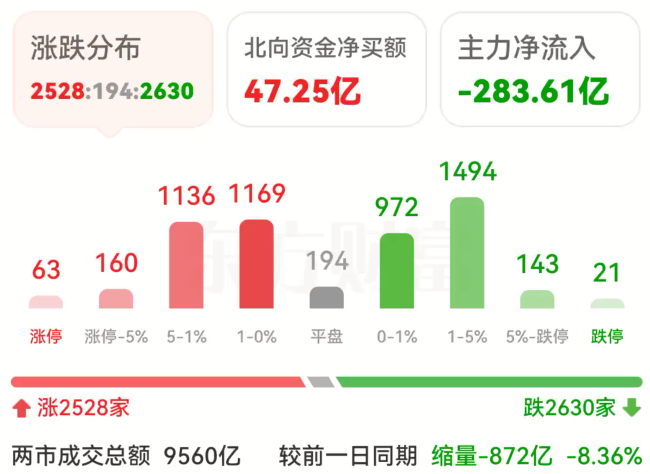 涨跌分布 北向资金净买额 主力净流入
2528:194:2630 47.25亿 -283.61亿
63 160 1136 1169 194 972 1494 143 21
东方财富
涨停 涨停-5% 5-1% 1-0% 平盘 0-1% 1-5% 5%-跌停 跌停
涨2528家 跌2630家
两市成交总额 9560亿 较前一日同期 缩量-872亿 -8.36%